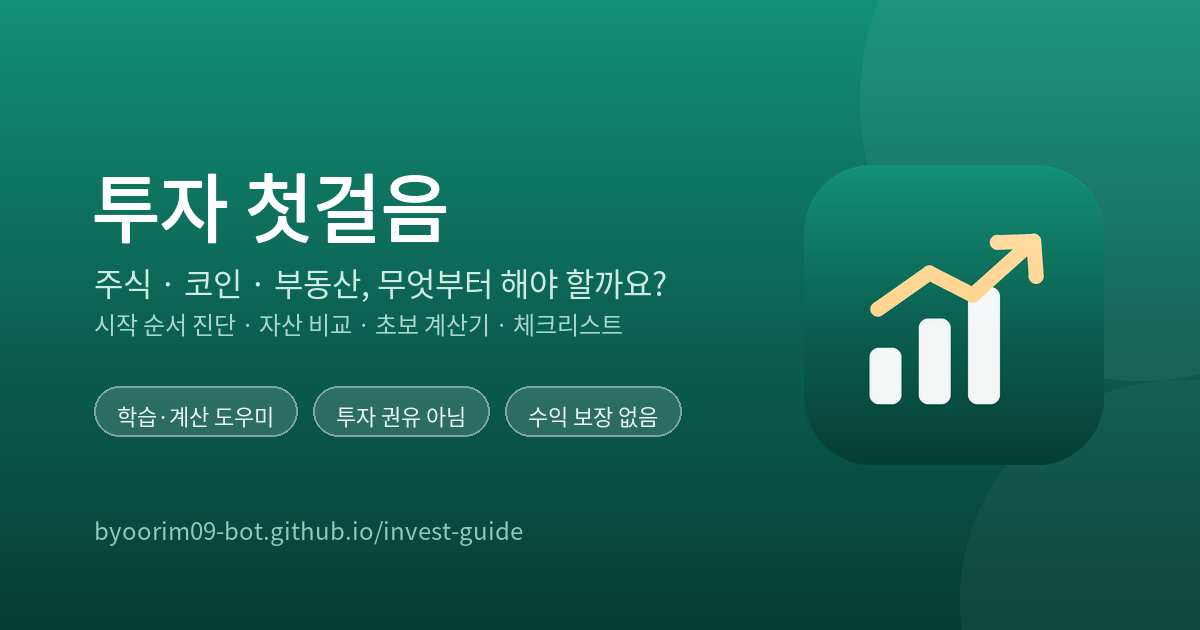 투자 첫걸음
주식 · 코인 · 부동산, 무엇부터 해야 할까요?
시작 순서 진단 · 자산 비교 · 초보 계산기 · 체크리스트
학습·계산 도우미 투자 권유 아님 수익 보장 없음
byoorim09-bot.github.io/invest-guide